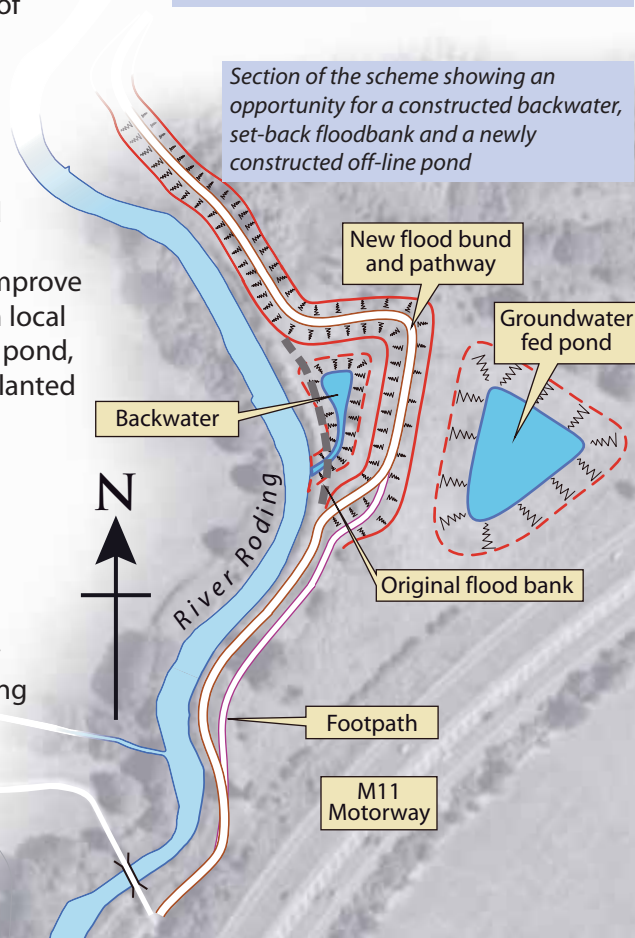 of
Section of the scheme showing an
opportunity for a constructed backwater,
set-back floodbank and a newly
constructed off-line pond
New flood bund
and pathway
mprove
local
pond,
lanted
Groundwater
fed pond
Backwater
N
River Roding
Original flood bank
ng
Footpath
M11
Motorway